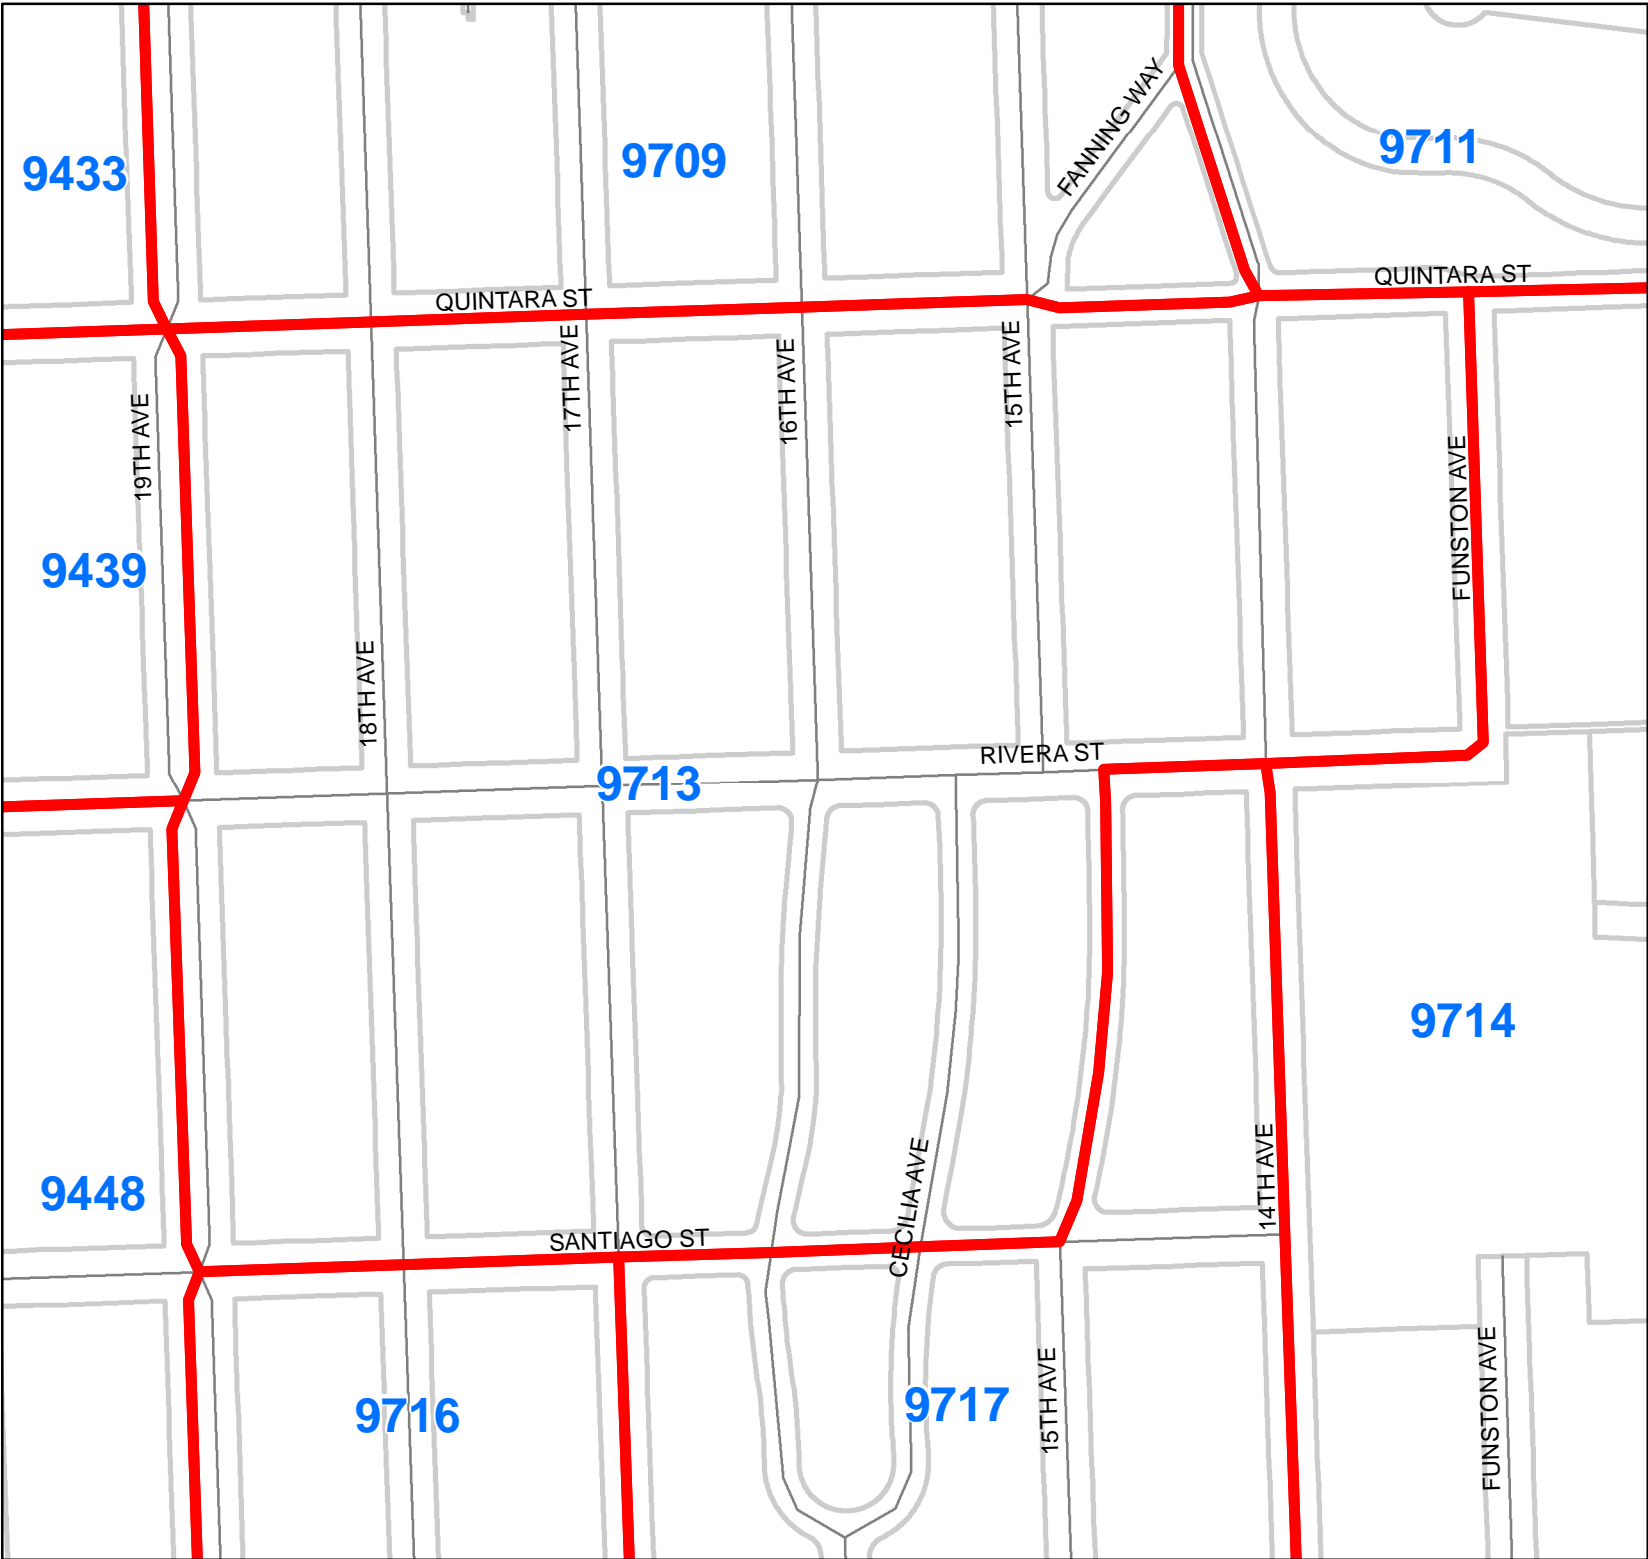 FANNING WAY
9711
9709
9433
QUINTARA ST
QUINTARA ST
17TH AVE
16TH AVE
15TH AVE
19TH AVE
FUNSTON AVE
9439
18TH AVE
RIVERA ST
9713
9714
14TH AVE
CECILIA AVE
9448
SANTIAGO ST
15TH AVE
FUNSTON AVE
9717
9716